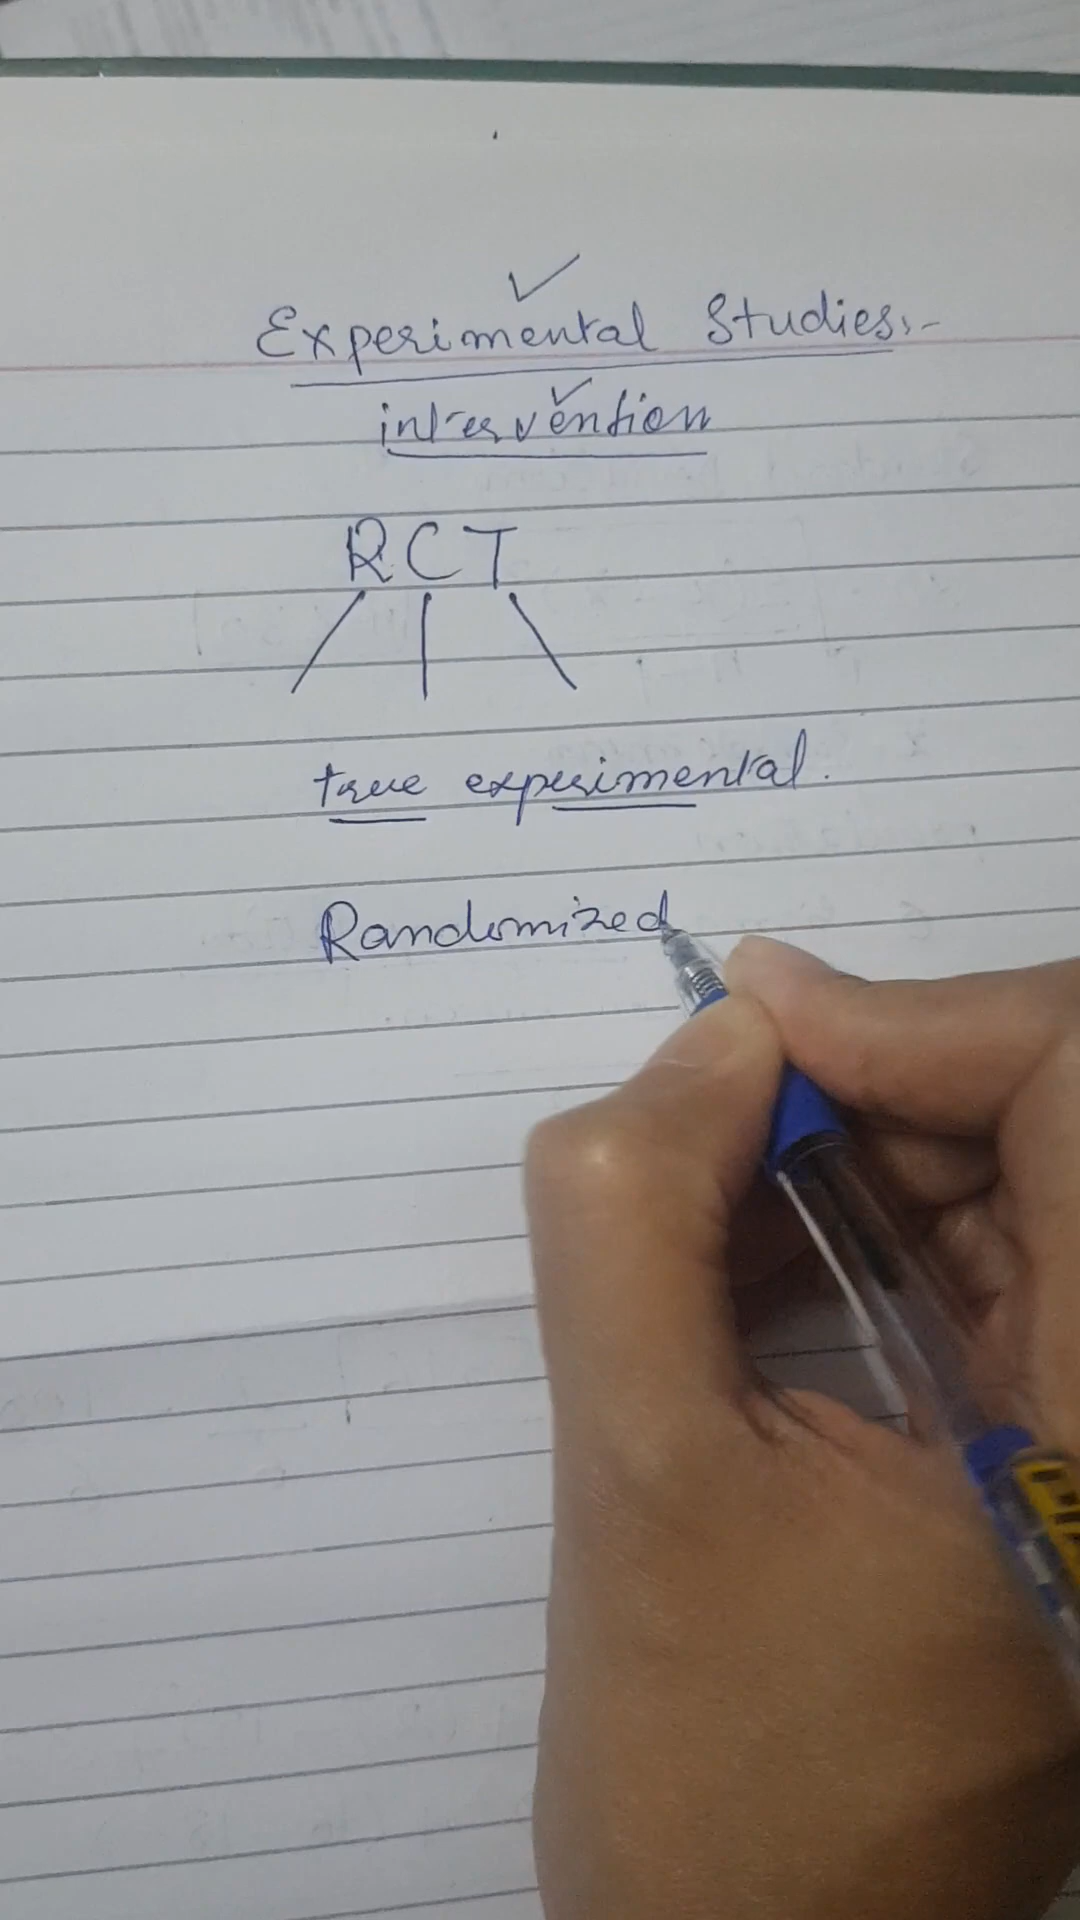 Experimental Studies:-
intervention
RCT
true experimental.
Randomized